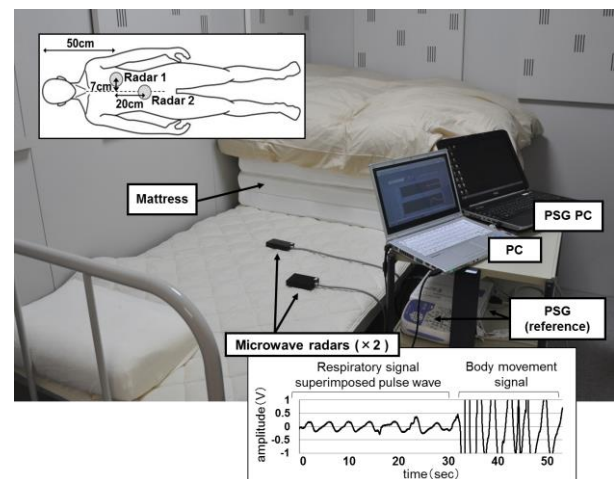 50cm
Radar 1
7cm
20cm
Radar 2
Mattress
PSG PC
PC
PSG
(reference)
Microwave radars (×2)
Respiratory signal
superimposed pulse wave
Body movement
signal
amplitude(V)
1
0.5
0
-0.5
-1
0 10 20 30 40 50
time(sec)